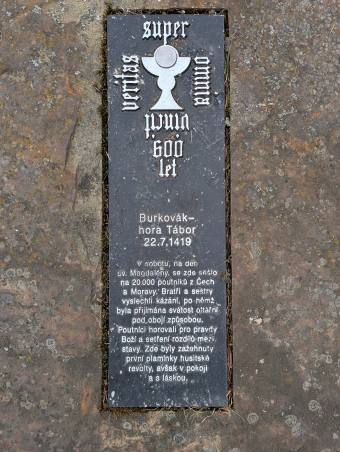 super
veritas
omnia
vincit
600
let
Burkovák–
hora Tábor
22.7.1419
V sobotu, na den
sv. Magdalény, se zde sešlo
na 20.000 poutníků z Čech
a Moravy. Bratři a sestry
vyslechli kázání, po němž
byla přijímána svátost oltářní
pod obojí způsobou.
Poutníci horovali pro pravdy
Boží a setření rozdílů mezi
stavy. Zde byly zažehnuty
první plamínky husitské
revolty, avšak v pokoji
a s láskou.